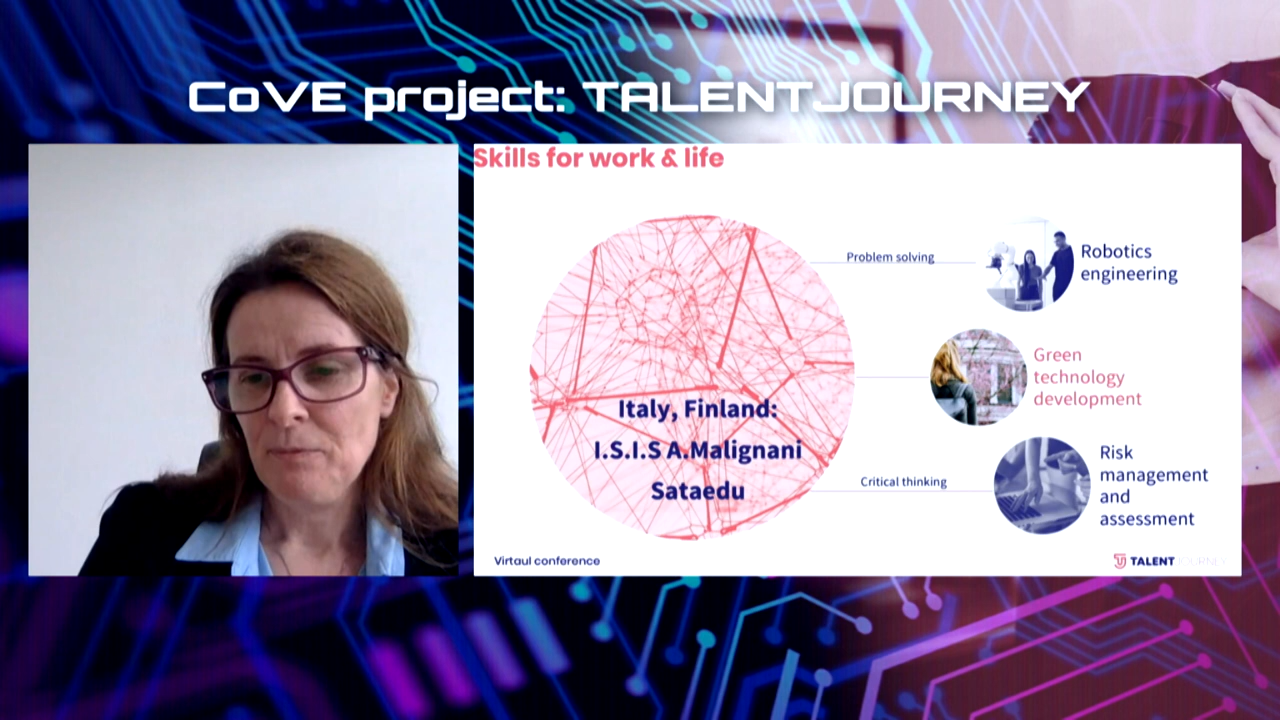 CoVE project: TALENTJOURNEY
Skills for work & life
Problem solving
Robotics
engineering
Green
technology
development
Italy, Finland:
I.S.I.S A.Malignani
Sataedu
Critical thinking
Risk
management
and
assessment
Virtaul conference
TALENTJOURNEY